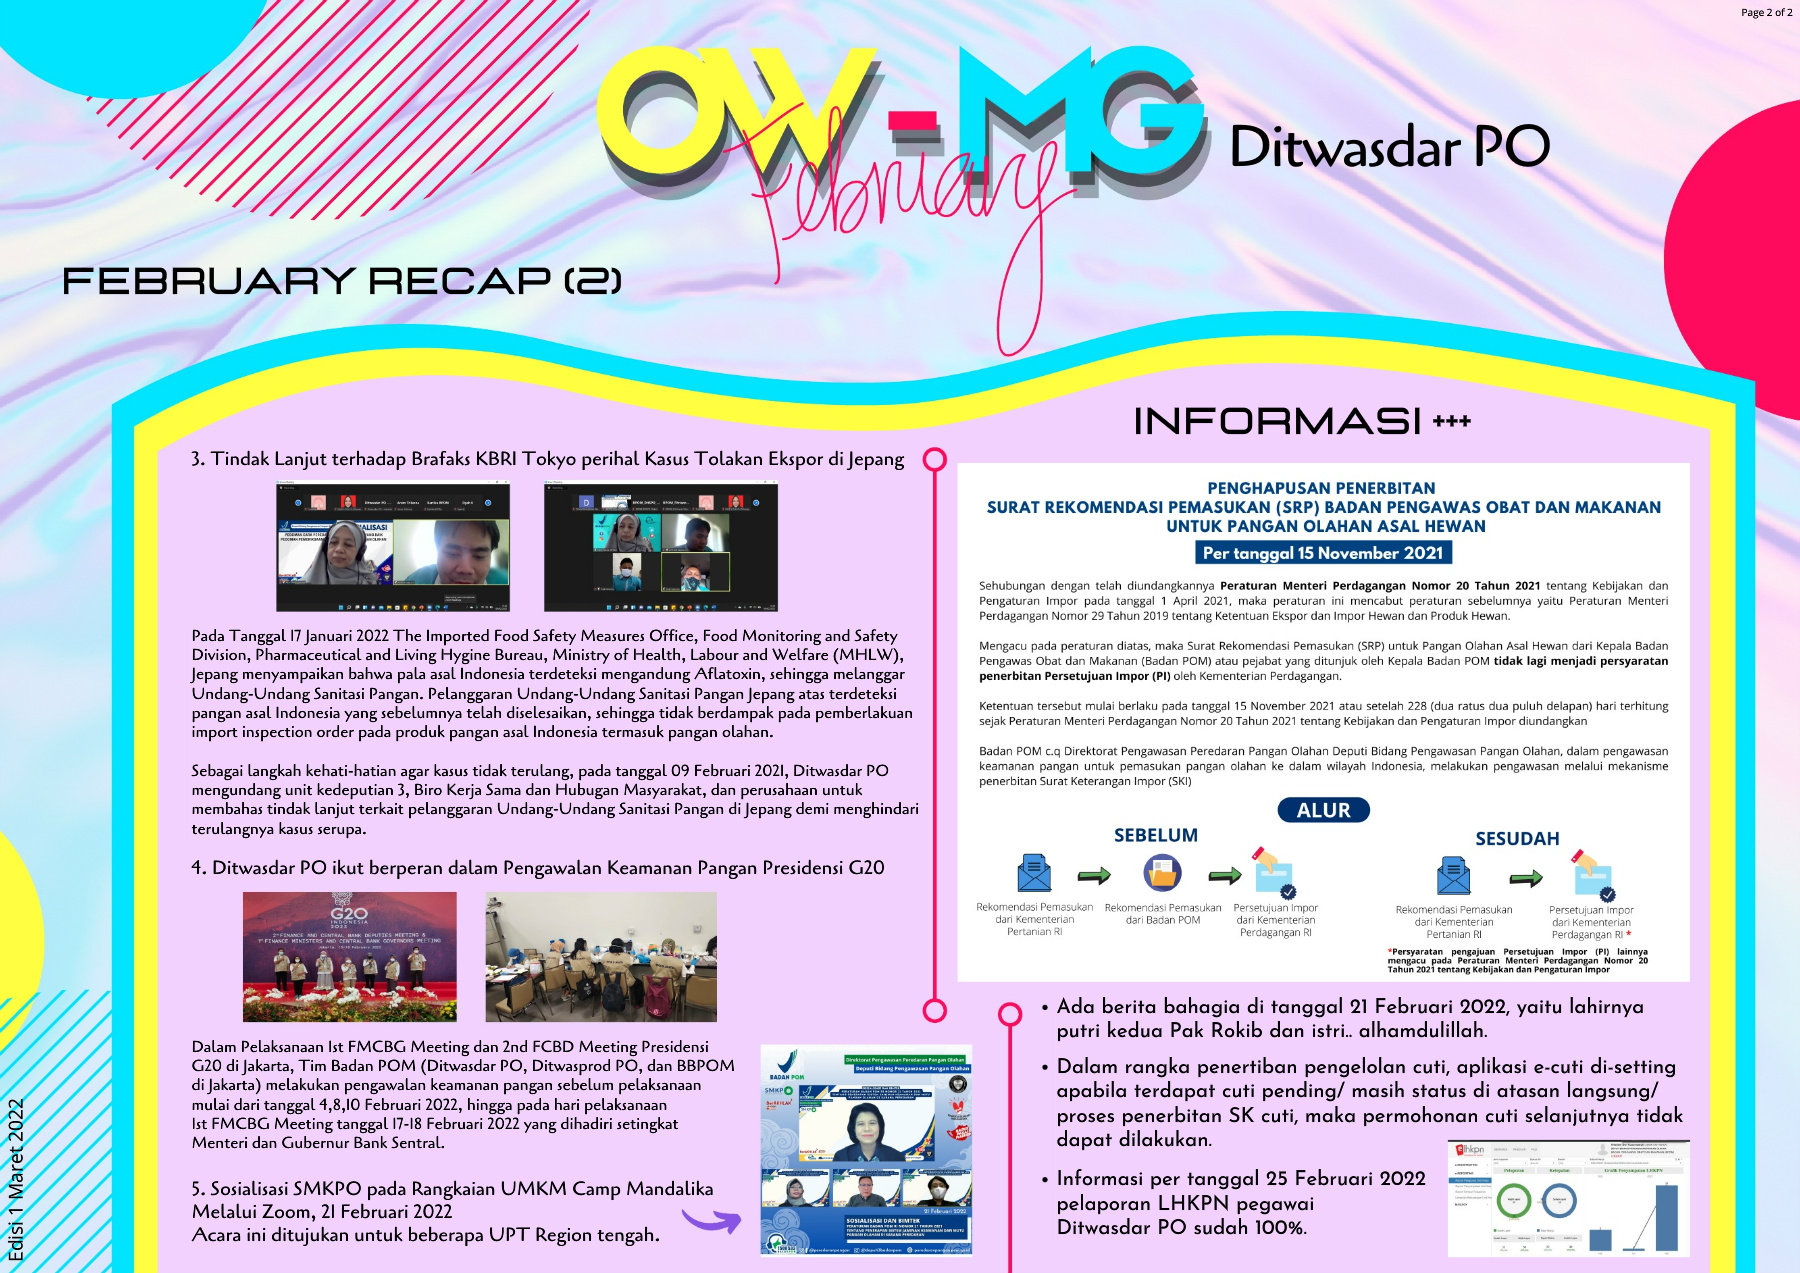 Page 2 of 2
OW-MG
February
Ditwasdar PO
FEBRUARY RECAP (2)
3. Tindak Lanjut terhadap Brafaks KBRI Tokyo perihal Kasus Tolakan Ekspor di Jepang
Pada Tanggal 17 Januari 2022 The Imported Food Safety Measures Office, Food Monitoring and Safety
Division, Pharmaceutical and Living Hygine Bureau, Ministry of Health, Labour and Welfare (MHLW),
Jepang menyampaikan bahwa pala asal Indonesia terdeteksi mengandung Aflatoxin, sehingga melanggar
Undang-Undang Sanitasi Pangan. Pelanggaran Undang-Undang Sanitasi Pangan Jepang atas terdeteksi
pangan asal Indonesia yang sebelumnya telah diselesaikan, sehingga tidak berdampak pada pemberlakuan
import inspection order pada produk pangan asal Indonesia termasuk pangan olahan.
Sebagai langkah kehati-hatian agar kasus tidak terulang, pada tanggal 09 Februari 2021, Ditwasdar PO
mengundang unit kedeputian 3, Biro Kerja Sama dan Hubugan Masyarakat, dan perusahaan untuk
membahas tindak lanjut terkait pelanggaran Undang-Undang Sanitasi Pangan di Jepang demi menghindari
terulangnya kasus serupa.
4. Ditwasdar PO ikut berperan dalam Pengawalan Keamanan Pangan Presidensi G20
G20
INDONESIA
2022
2ND FINANCE AND CENTRAL BANK DEPUTIES MEETING &
1ST FINANCE MINISTERS AND CENTRAL BANK GOVERNORS MEETING
Dalam Pelaksanaan 1st FMCBG Meeting dan 2nd FCBD Meeting Presidensi
G20 di Jakarta, Tim Badan POM (Ditwasdar PO, Ditwasprod PO, dan BBPOM
di Jakarta) melakukan pengawalan keamanan pangan sebelum pelaksanaan
mulai dari tanggal 4,8,10 Februari 2022, hingga pada hari pelaksanaan
1st FMCBG Meeting tanggal 17-18 Februari 2022 yang dihadiri setingkat
Menteri dan Gubernur Bank Sentral.
5. Sosialisasi SMKPO pada Rangkaian UMKM Camp Mandalika
Melalui Zoom, 21 Februari 2022
Acara ini ditujukan untuk beberapa UPT Region tengah.
Direktorat Pengawasan Peredaran Pangan Olahan
Deputi Bidang Pengawasan Pangan Olahan
BADAN POM
SMKPO
21 Februari 2022
SOSIALISASI DAN BIMTEK
Edisi 1 Maret 2022
INFORMASI +++
PENGHAPUSAN PENERBITAN
SURAT REKOMENDASI PEMASUKAN (SRP) BADAN PENGAWAS OBAT DAN MAKANAN
UNTUK PANGAN OLAHAN ASAL HEWAN
Per tanggal 15 November 2021
Sehubungan dengan telah diundangkannya Peraturan Menteri Perdagangan Nomor 20 Tahun 2021 tentang Kebijakan dan
Pengaturan Impor pada tanggal 1 April 2021, maka peraturan ini mencabut peraturan sebelumnya yaitu Peraturan Menteri
Perdagangan Nomor 29 Tahun 2019 tentang Ketentuan Ekspor dan Impor Hewan dan Produk Hewan.
Mengacu pada peraturan diatas, maka Surat Rekomendasi Pemasukan (SRP) untuk Pangan Olahan Asal Hewan dari Kepala Badan
Pengawas Obat dan Makanan (Badan POM) atau pejabat yang ditunjuk oleh Kepala Badan POM tidak lagi menjadi persyaratan
penerbitan Persetujuan Impor (PI) oleh Kementerian Perdagangan.
Ketentuan tersebut mulai berlaku pada tanggal 15 November 2021 atau setelah 228 (dua ratus dua puluh delapan) hari terhitung
sejak Peraturan Menteri Perdagangan Nomor 20 Tahun 2021 tentang Kebijakan dan Pengaturan Impor diundangkan
Badan POM c.q Direktorat Pengawasan Peredaran Pangan Olahan Deputi Bidang Pengawasan Pangan Olahan, dalam pengawasan
keamanan pangan untuk pemasukan pangan olahan ke dalam wilayah Indonesia, melakukan pengawasan melalui mekanisme
penerbitan Surat Keterangan Impor (SKI)
ALUR
SEBELUM
Rekomendasi Pemasukan
dari Kementerian
Pertanian RI
Rekomendasi Pemasukan
dari Badan POM
Persetujuan Impor
dari Kementerian
Perdagangan RI
SESUDAH
Rekomendasi Pemasukan
dari Kementerian
Pertanian RI
Persetujuan Impor
dari Kementerian
Perdagangan RI *
*Persyaratan pengajuan Persetujuan Impor (PI) lainnya
mengacu pada Peraturan Menteri Perdagangan Nomor 20
Tahun 2021 tentang Kebijakan dan Pengaturan Impor
• Ada berita bahagia di tanggal 21 Februari 2022, yaitu lahirnya
putri kedua Pak Rokib dan istri.. alhamdulillah.
• Dalam rangka penertiban pengelolan cuti, aplikasi e-cuti di-setting
apabila terdapat cuti pending/ masih status di atasan langsung/
proses penerbitan SK cuti, maka permohonan cuti selanjutnya tidak
dapat dilakukan.
• Informasi per tanggal 25 Februari 2022
pelaporan LHKPN pegawai
Ditwasdar PO sudah 100%.
elhkpn